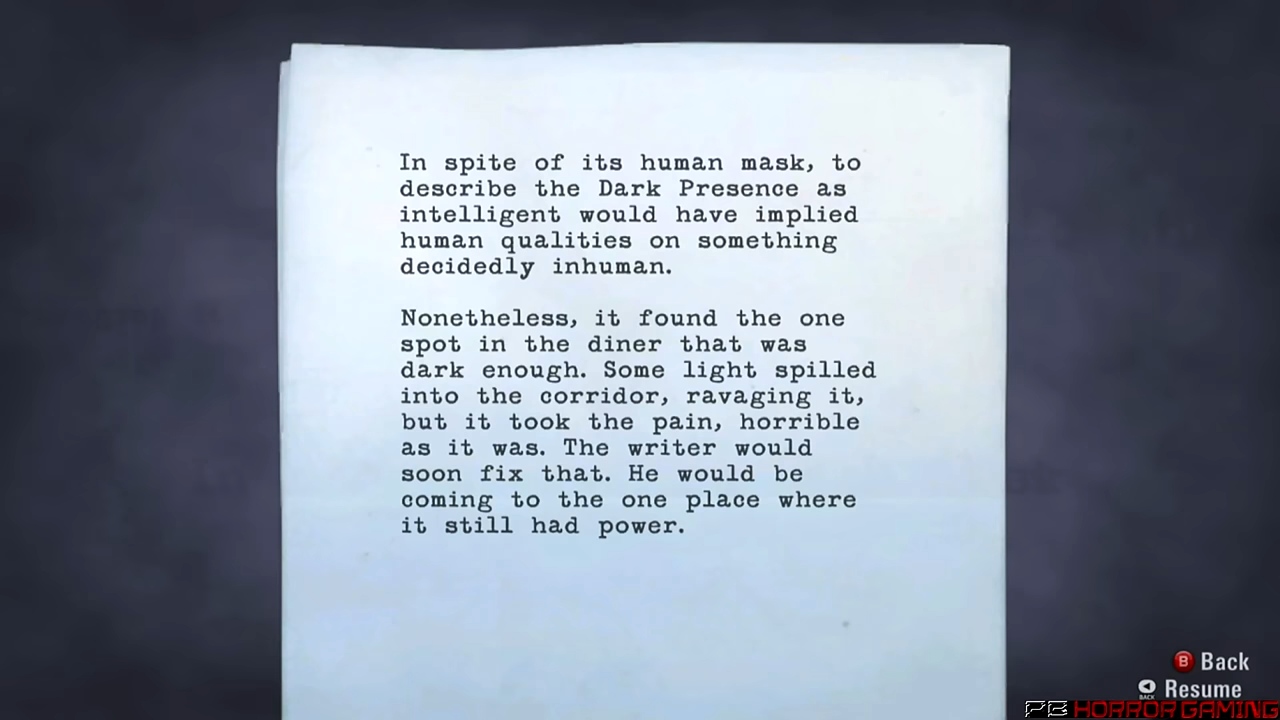 In spite of its human mask, to
describe the Dark Presence as
intelligent would have implied
human qualities on something
decidedly inhuman.
Nonetheless, it found the one
spot in the diner that was
dark enough. Some light spilled
into the corridor, ravaging it,
but it took the pain, horrible
as it was. The writer would
soon fix that. He would be
coming to the one place where
it still had power.
B Back
BACK Resume
HORROR GAMING